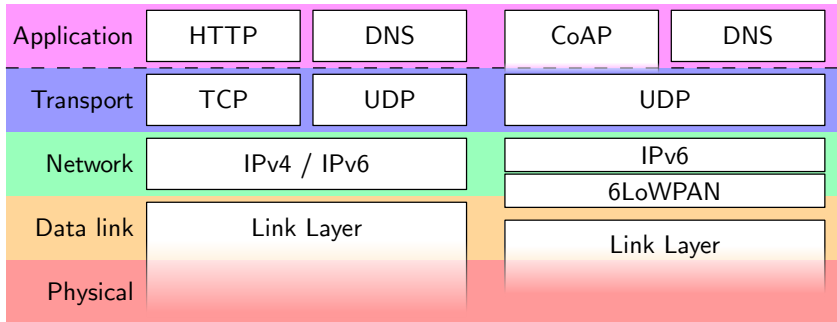 Application HTTP DNS CoAP DNS
Transport TCP UDP UDP
Network IPv4 / IPv6 IPv6
6LoWPAN
Data link Link Layer Link Layer
Physical